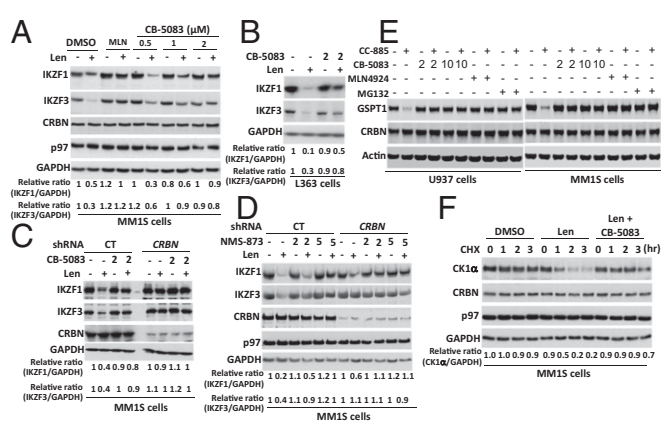 A
CB-5083 (μM)
DMSO MLN 0.5 1 2
Len - + - + - + - + - +
IKZF1
IKZF3
CRBN
p97
GAPDH
Relative ratio 1 0.5 1.2 1 1 0.3 0.8 0.6 1 0.9
(IKZF1/GAPDH)
Relative ratio 1 0.3 1.2 1.2 1.2 0.6 1 0.9 0.9 0.8
(IKZF3/GAPDH)
MM1S cells
B
CB-5083 - - 2 2
Len - + - +
IKZF1
IKZF3
GAPDH
Relative ratio 1 0.1 0.9 0.5
(IKZF1/GAPDH)
Relative ratio 1 0.3 0.9 0.8
(IKZF3/GAPDH)
L363 cells
E
CC-885 - + - + - + - + - + - + - + - + - + - +
CB-5083 2 2 10 10 2 2 10 10
MLN4924 + + + +
MG132 + + + +
GSPT1
CRBN
Actin
U937 cells MM1S cells
C
shRNA CT CRBN
CB-5083 - - 2 2 - - 2 2
Len - + - + - + - +
IKZF1
IKZF3
CRBN
GAPDH
Relative ratio 1 0.4 0.9 0.8 1 0.9 1.1 1
(IKZF1/GAPDH)
Relative ratio 1 0.4 1 0.9 1.1 1 1.2 1
(IKZF3/GAPDH)
MM1S cells
D
shRNA CT CRBN
NMS-873 - - 2 2 5 5 - - 2 2 5 5
Len - + - + - + - + - + - +
IKZF1
IKZF3
CRBN
p97
GAPDH
Relative ratio 1 0.2 1.1 0.5 1.2 1 1 0.6 1 1.1 1.2 1.1
(IKZF1/GAPDH)
Relative ratio 1 0.4 1.1 0.9 1.1 1 1.1 1 1.1 1 1 0.9
(IKZF3/GAPDH)
MM1S cells
F
Len +
DMSO Len CB-5083
CHX 0 1 2 3 0 1 2 3 0 1 2 3 (hr)
CK1α
CRBN
p97
GAPDH
Relative ratio 1.0 1.0 0.9 0.9 0.9 0.5 0.2 0.2 0.9 0.9 0.9 0.7
(CK1α/GAPDH)
MM1S cells